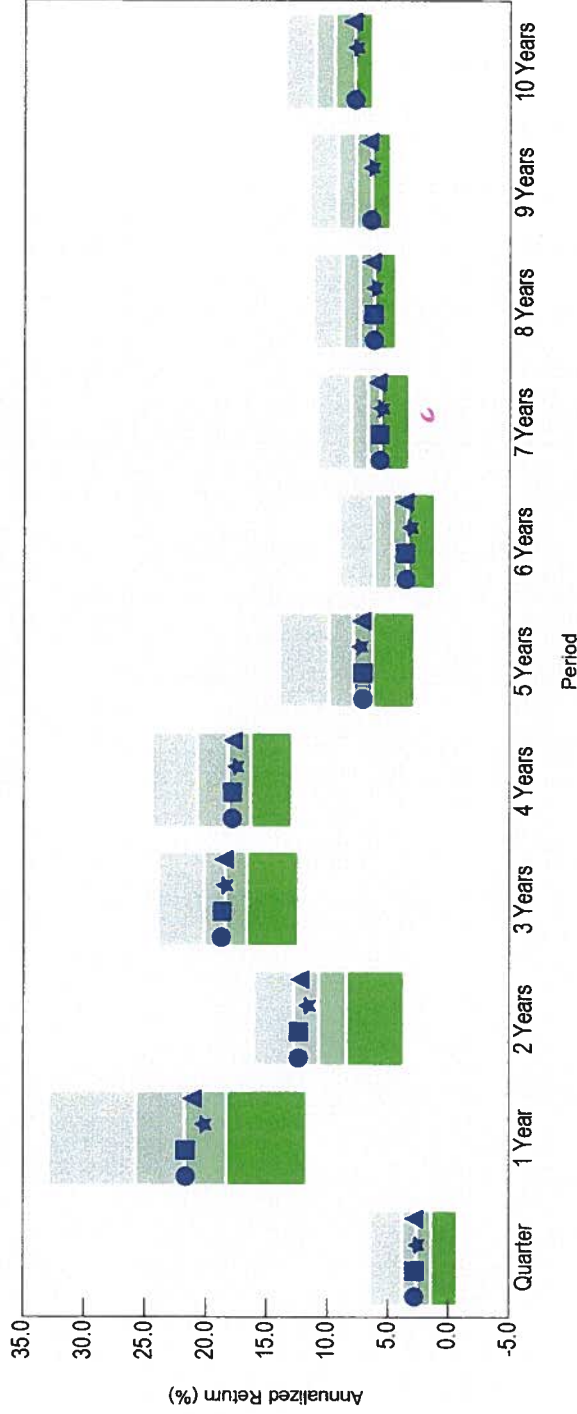 Annualized Return (%)
35.0
30.0
25.0
20.0
15.0
10.0
5.0
0.0
-5.0
Quarter
1 Year
2 Years
3 Years
4 Years
5 Years
6 Years
7 Years
8 Years
9 Years
10 Years
Period